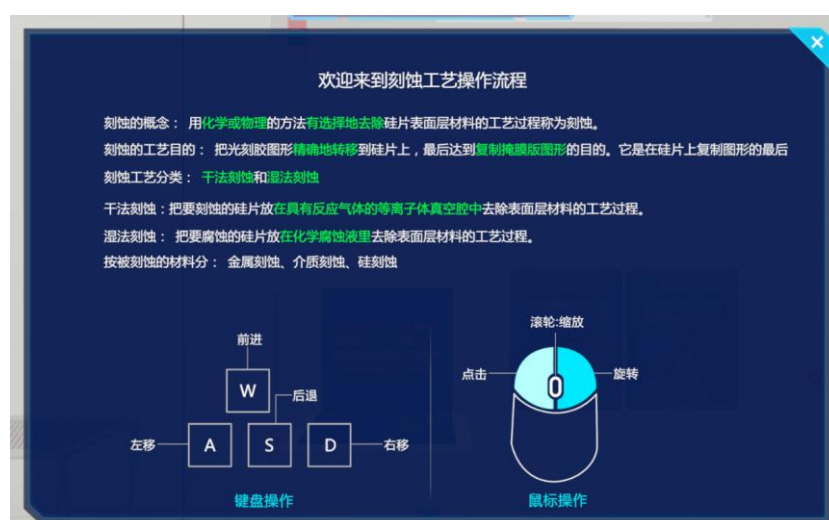 欢迎来到刻蚀工艺操作流程
刻蚀的概念： 用化学或物理的方法有选择地去除硅片表面层材料的工艺过程称为刻蚀。
刻蚀的工艺目的： 把光刻胶图形精确地转移到硅片上，最后达到复制掩膜版图形的目的。它是在硅片上复制图形的最后
刻蚀工艺分类： 干法刻蚀和湿法刻蚀
干法刻蚀：把要刻蚀的硅片放在具有反应气体的等离子体真空腔中去除表面层材料的工艺过程。
湿法刻蚀： 把要腐蚀的硅片放在化学腐蚀液里去除表面层材料的工艺过程。
按被刻蚀的材料分： 金属刻蚀、介质刻蚀、硅刻蚀
前进
W
后退
左移 A S D 右移
键盘操作
滚轮:缩放
点击
旋转
鼠标操作